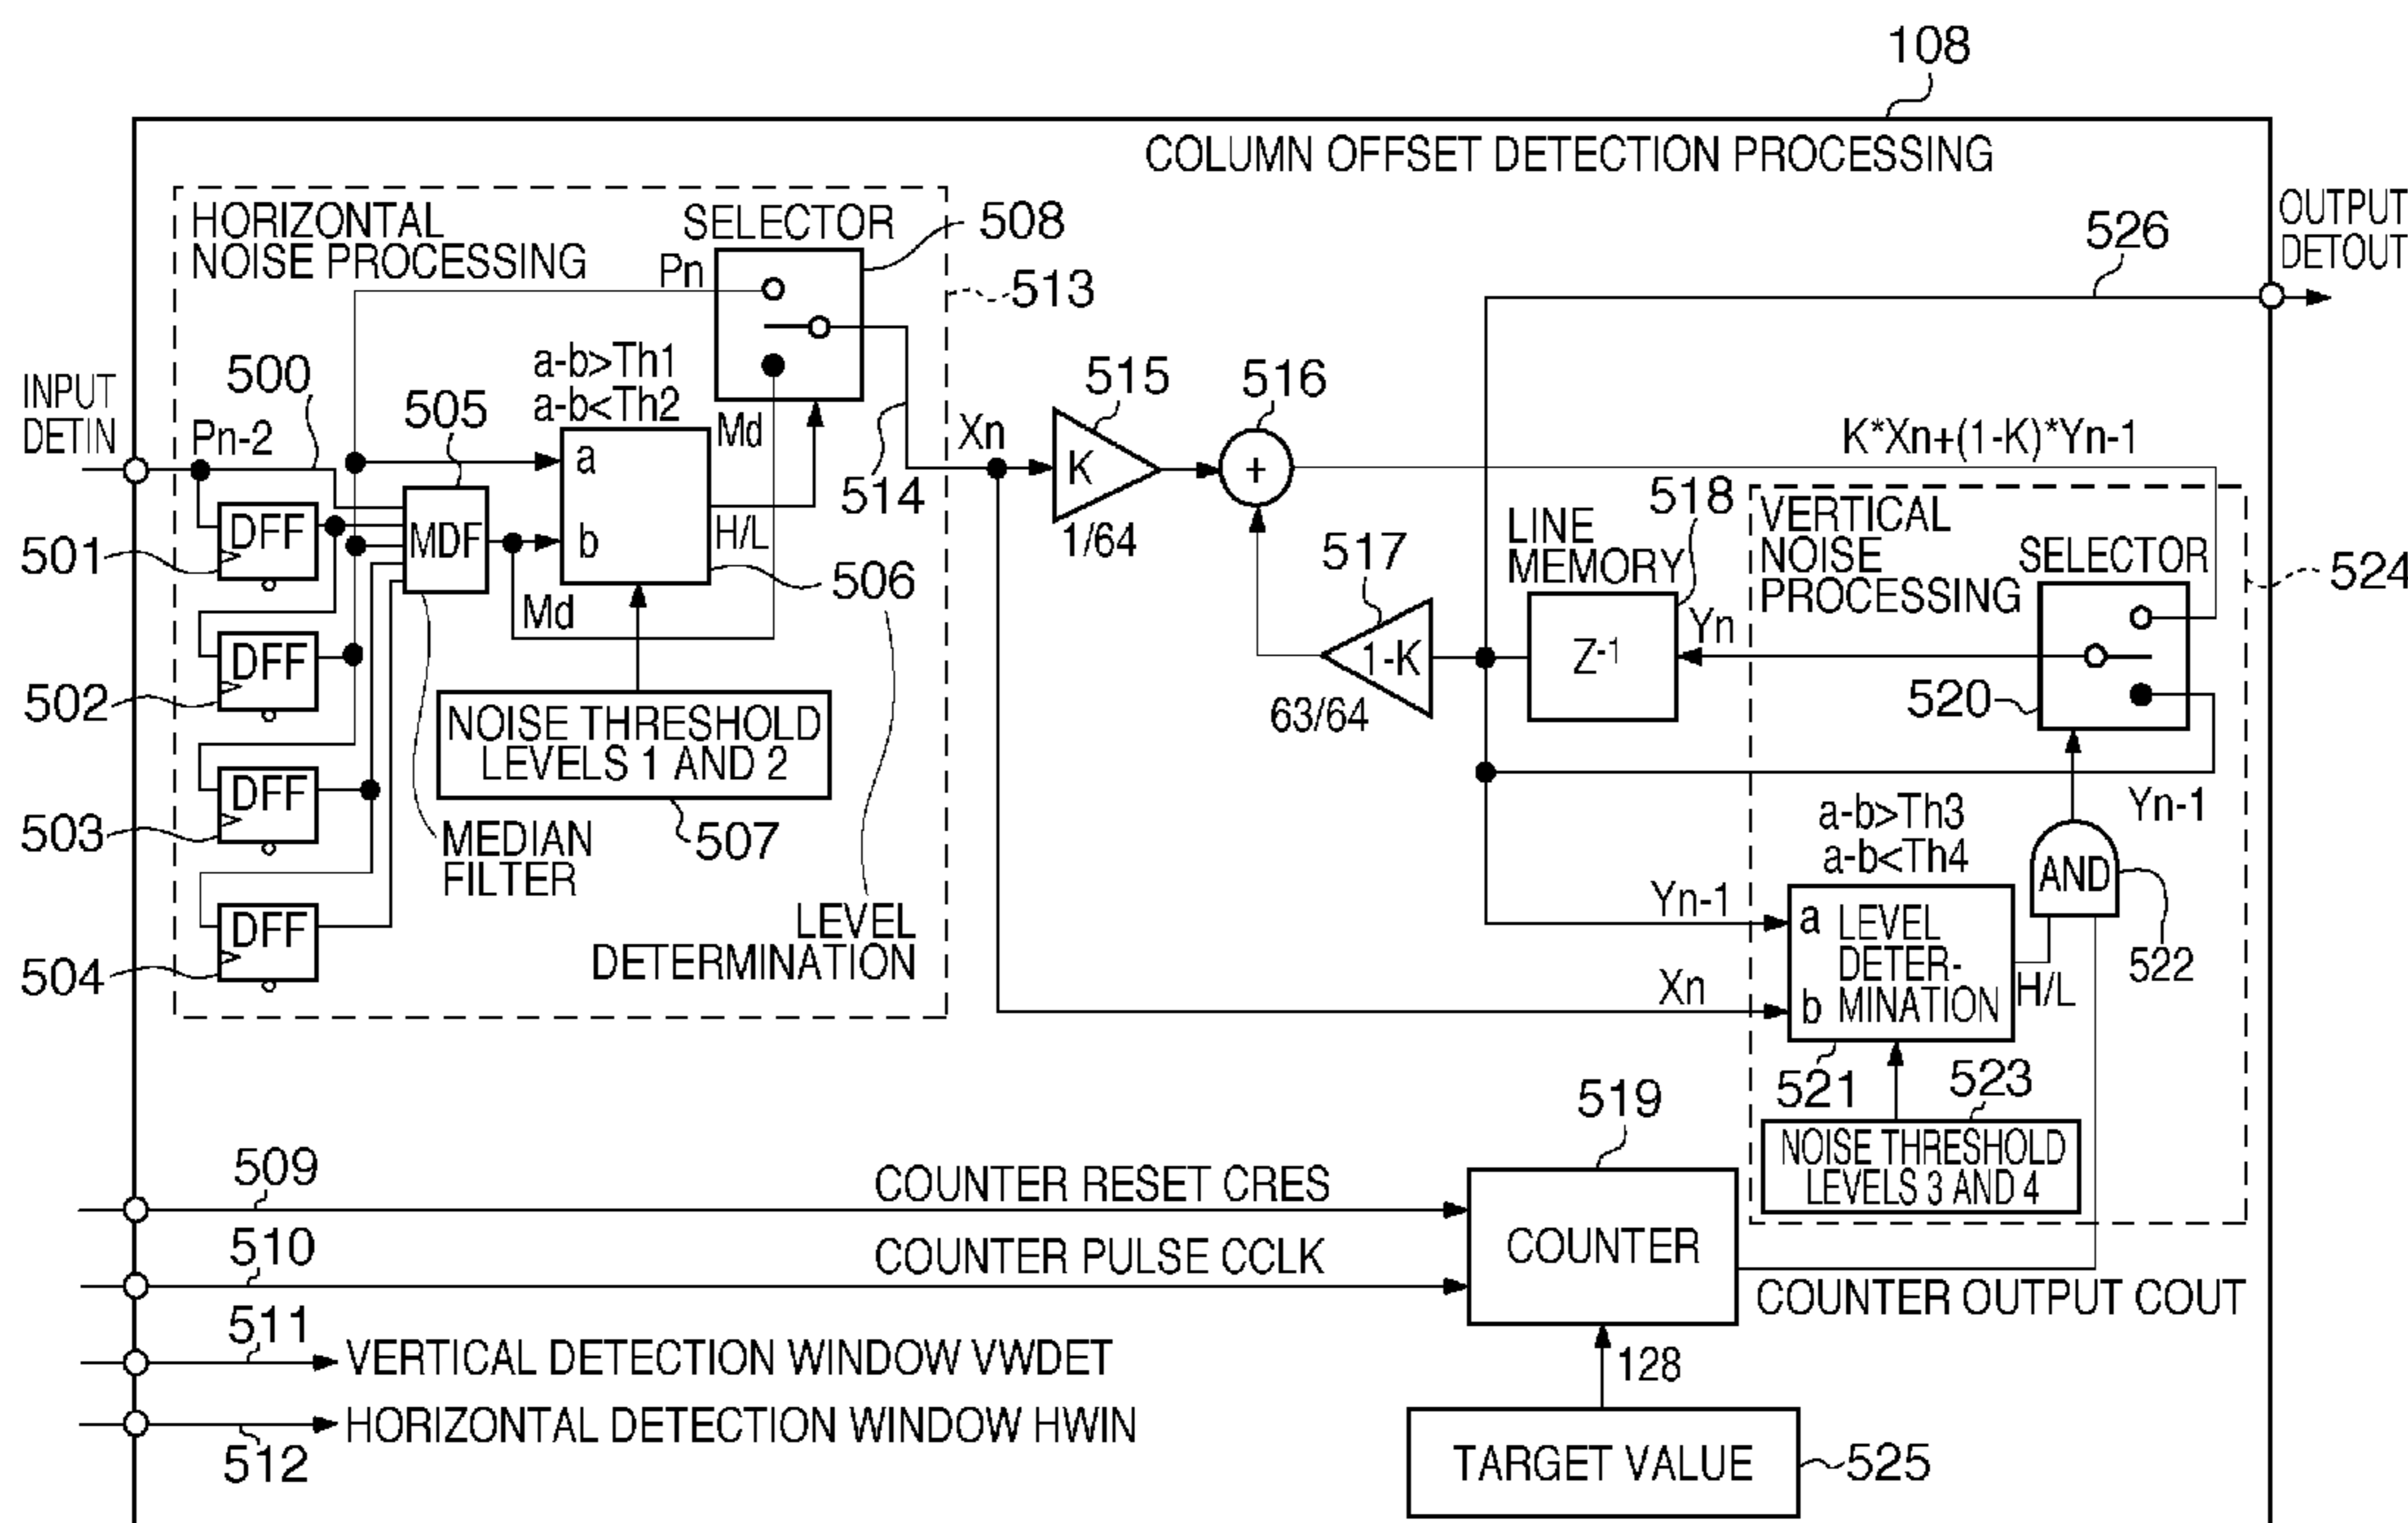 108
COLUMN OFFSET DETECTION PROCESSING
HORIZONTAL
NOISE PROCESSING
SELECTOR
508
Pn
513
526
OUTPUT
DETOUT
INPUT
DETIN
Pn-2
500
505
a-b>Th1
a-b<Th2
Md
514
Xn
515
K
1/64
516
+
K*Xn+(1-K)*Yn-1
501
DFF
MDF
a
b
H/L
506
Md
517
1-K
63/64
LINE
MEMORY
518
Z-1
Yn
VERTICAL
NOISE
PROCESSING
SELECTOR
524
520
502
DFF
NOISE THRESHOLD
LEVELS 1 AND 2
507
503
DFF
MEDIAN
FILTER
504
DFF
LEVEL
DETERMINATION
a-b>Th3
a-b<Th4
Yn-1
AND
522
Yn-1
Xn
a
b
LEVEL
DETER-
MINATION
H/L
521
523
NOISE THRESHOLD
LEVELS 3 AND 4
509
COUNTER RESET CRES
519
COUNTER
510
COUNTER PULSE CCLK
COUNTER OUTPUT COUT
511
VERTICAL DETECTION WINDOW VWDET
128
512
HORIZONTAL DETECTION WINDOW HWIN
TARGET VALUE
525